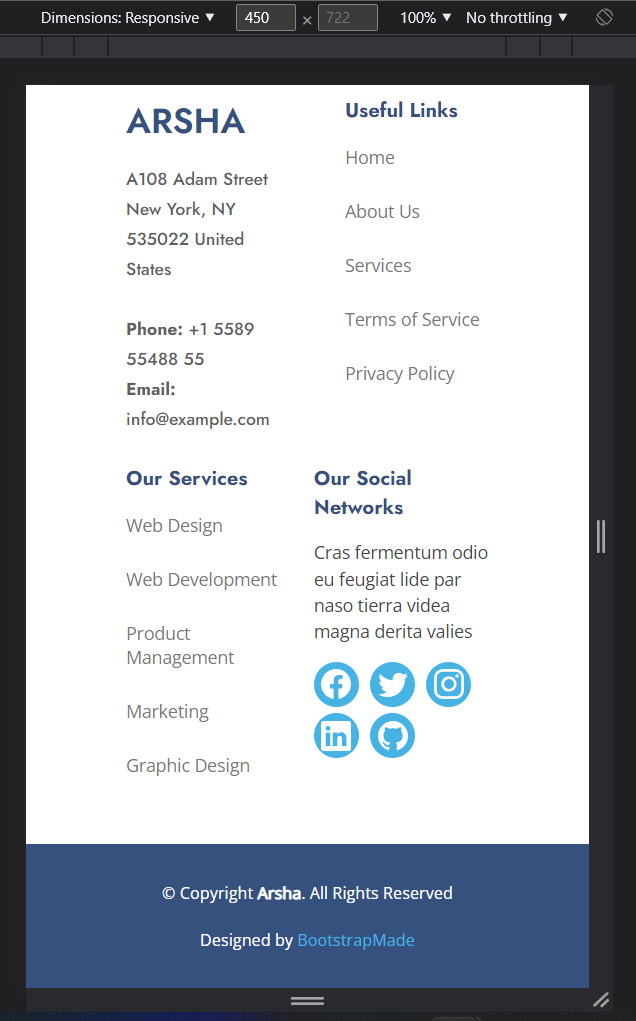 Dimensions: Responsive ▼ 450 × 722 100% ▼ No throttling ▼
ARSHA
A108 Adam Street
New York, NY
535022 United
States
Phone: +1 5589
55488 55
Email:
info@example.com
Useful Links
Home
About Us
Services
Terms of Service
Privacy Policy
Our Services
Web Design
Web Development
Product
Management
Marketing
Graphic Design
Our Social
Networks
Cras fermentum odio
eu feugiat lide par
naso tierra videa
magna derita valies
in
© Copyright Arsha. All Rights Reserved
Designed by BootstrapMade